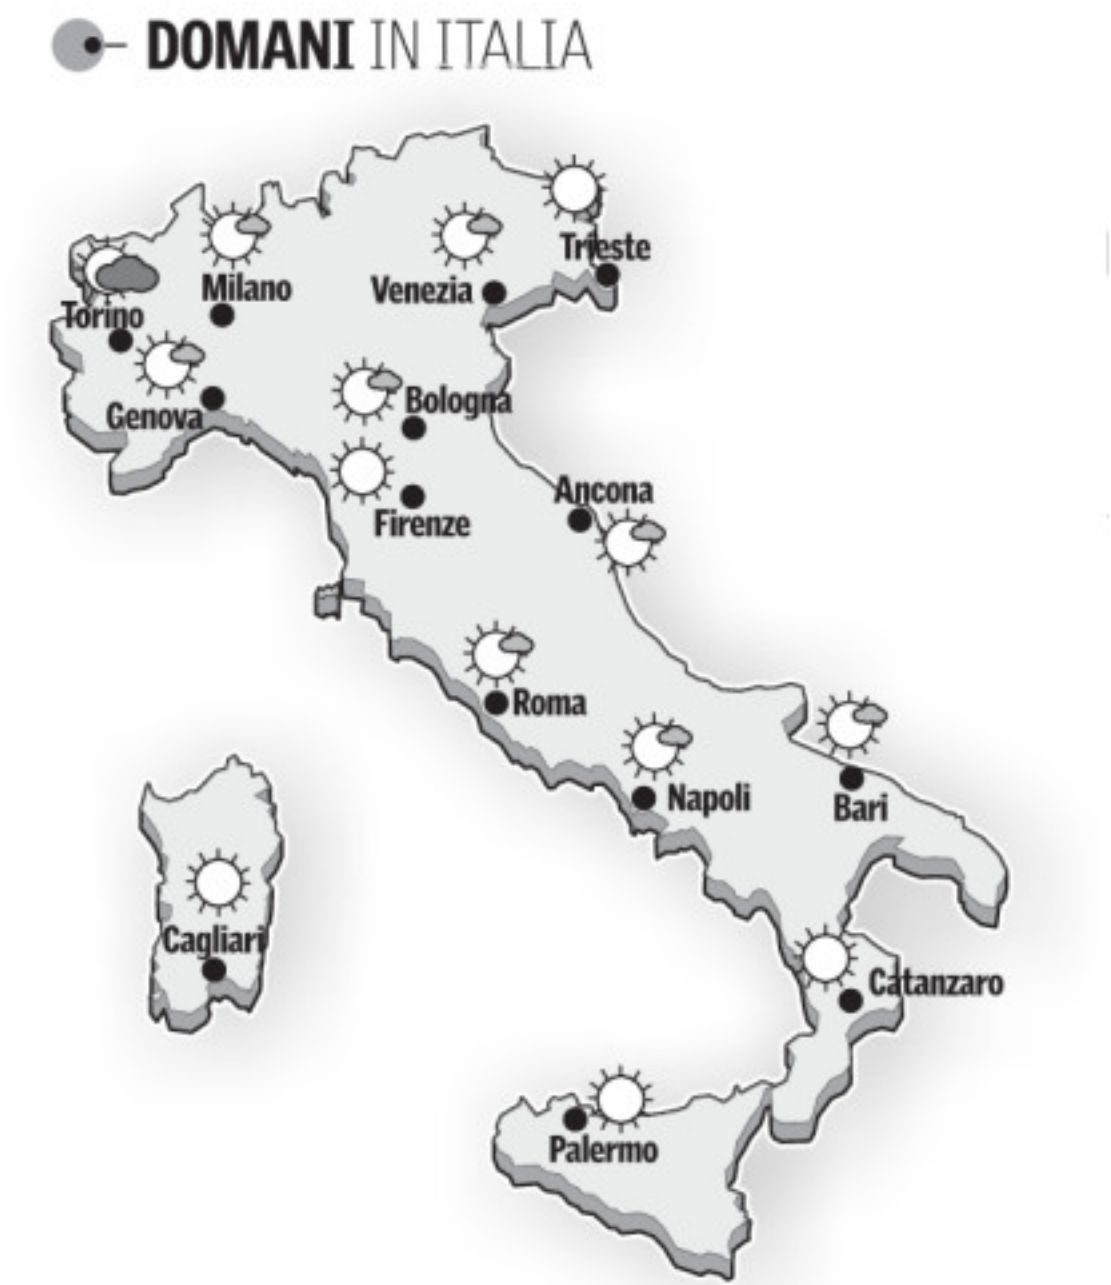 DOMANI IN ITALIA
Trieste
Milano
Venezia
Torino
Genova
Bologna
Ancona
Firenze
Roma
Napoli
Bari
Cagliari
Catanzaro
Palermo